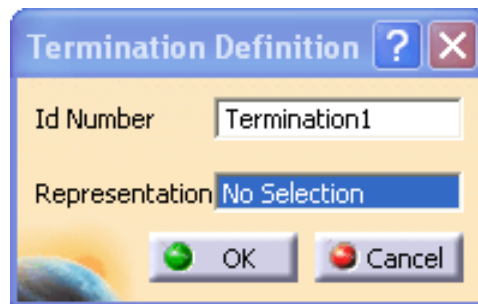 Termination Definition ?
Id Number Termination1
Representation No Selection
OK Cancel